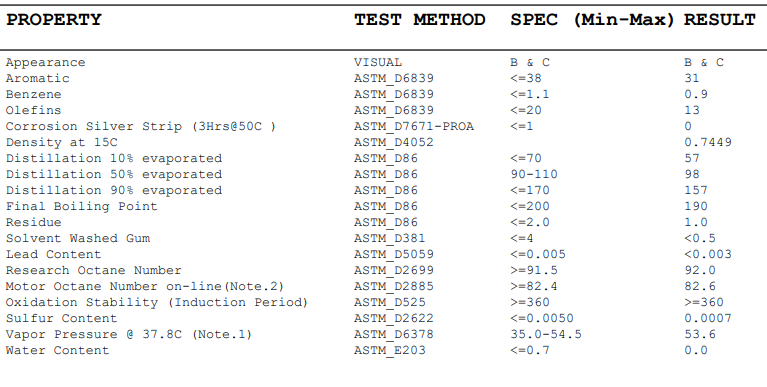 PROPERTY TEST METHOD SPEC (Min-Max) RESULT
Appearance VISUAL B & C B & C
Aromatic ASTM_D6839 <=38 31
Benzene ASTM_D6839 <=1.1 0.9
Olefins ASTM_D6839 <=20 13
Corrosion Silver Strip (3Hrs@50C ) ASTM_D7671-PROA <=1 0
Density at 15C ASTM_D4052 0.7449
Distillation 10% evaporated ASTM_D86 <=70 57
Distillation 50% evaporated ASTM_D86 90-110 98
Distillation 90% evaporated ASTM_D86 <=170 157
Final Boiling Point ASTM_D86 <=200 190
Residue ASTM_D86 <=2.0 1.0
Solvent Washed Gum ASTM_D381 <=4 <0.5
Lead Content ASTM_D5059 <=0.005 <0.003
Research Octane Number ASTM_D2699 >=91.5 92.0
Motor Octane Number on-line(Note.2) ASTM_D2885 >=82.4 82.6
Oxidation Stability (Induction Period) ASTM_D525 >=360 >=360
Sulfur Content ASTM_D2622 <=0.0050 0.0007
Vapor Pressure @ 37.8C (Note.1) ASTM_D6378 35.0-54.5 53.6
Water Content ASTM_E203 <=0.7 0.0